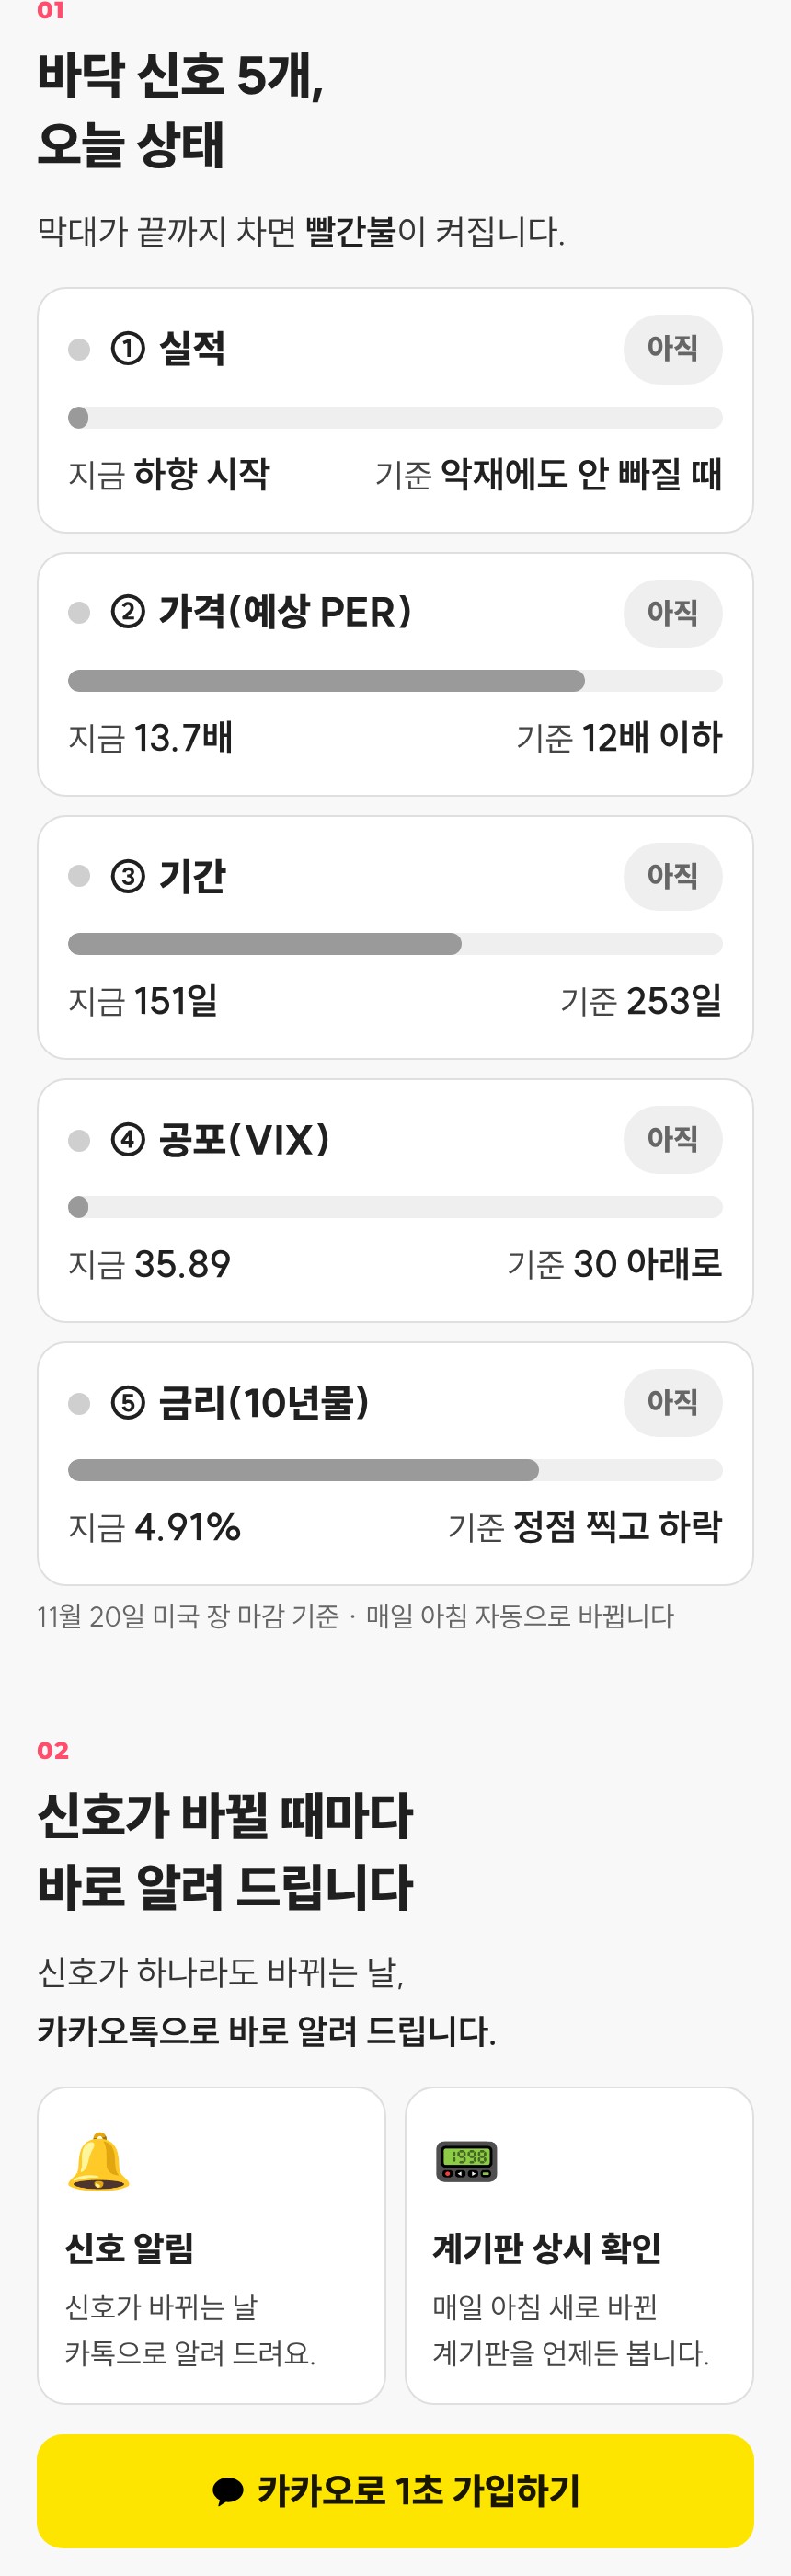 01
바닥 신호 5개,
오늘 상태
막대가 끝까지 차면 빨간불이 켜집니다.
① 실적 아직
지금 하향 시작 기준 악재에도 안 빠질 때
② 가격(예상 PER) 아직
지금 13.7배 기준 12배 이하
③ 기간 아직
지금 151일 기준 253일
④ 공포(VIX) 아직
지금 35.89 기준 30 아래로
⑤ 금리(10년물) 아직
지금 4.91% 기준 정점 찍고 하락
11월 20일 미국 장 마감 기준 · 매일 아침 자동으로 바뀝니다
02
신호가 바뀔 때마다
바로 알려 드립니다
신호가 하나라도 바뀌는 날,
카카오톡으로 바로 알려 드립니다.
1998
신호 알림
신호가 바뀌는 날
카톡으로 알려 드려요.
계기판 상시 확인
매일 아침 새로 바뀐
계기판을 언제든 봅니다.
카카오로 1초 가입하기